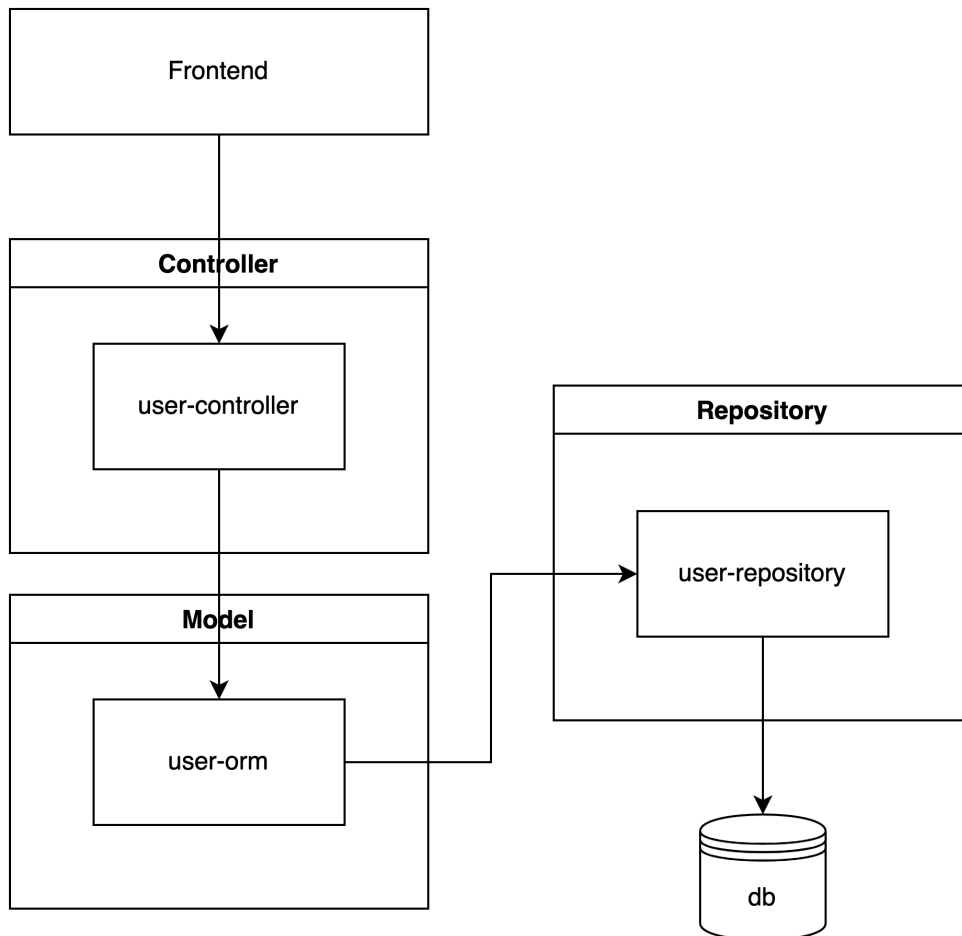 Frontend
Controller
user-controller
Repository
user-repository
Model
user-orm
db